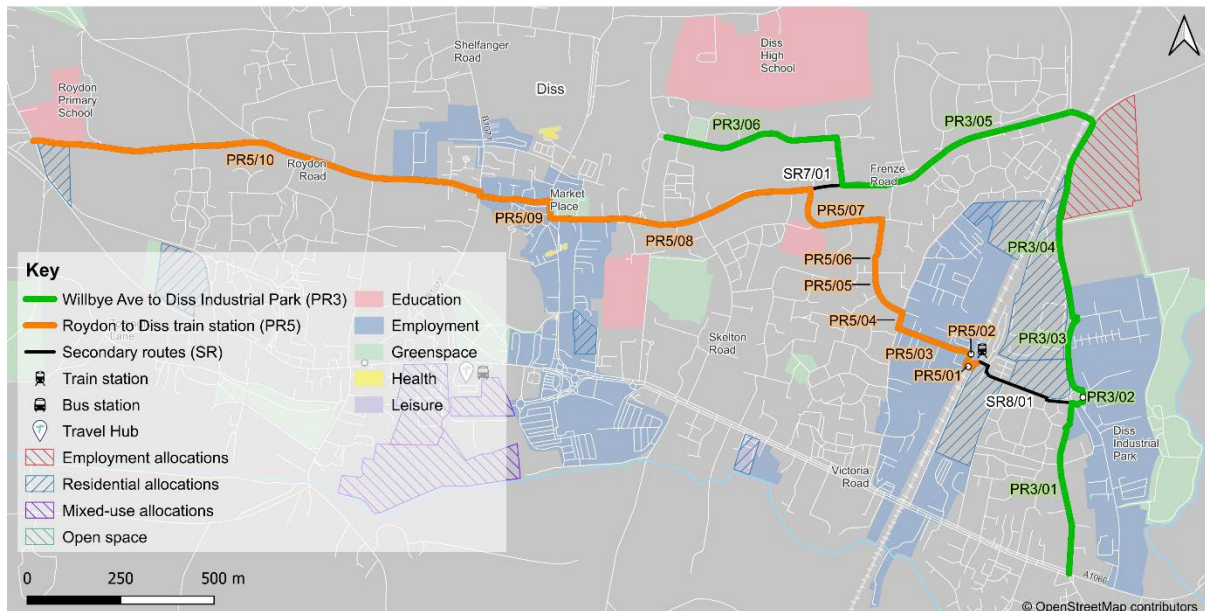 Shelfanger
Road
Diss
High
School
Diss
Roydon
Primary
School
B1077
PR3/06
PR3/05
PR5/10
Roydon
Road
SR7/01
Frenze
Road
Market
Place
PR5/09
PR5/07
PR5/08
PR3/04
PR5/06
PR5/05
PR5/04
PR5/02
Skelton
Road
PR5/03
PR3/03
PR5/01
SR8/01
PR3/02
Diss
Industrial
Park
Victoria
Road
PR3/01
A1066
B1077
Lane
Key
Willbye Ave to Diss Industrial Park (PR3)
Roydon to Diss train station (PR5)
Secondary routes (SR)
Train station
Bus station
Travel Hub
Employment allocations
Residential allocations
Mixed-use allocations
Open space
Education
Employment
Greenspace
Health
Leisure
0 250 500 m
© OpenStreetMap contributors